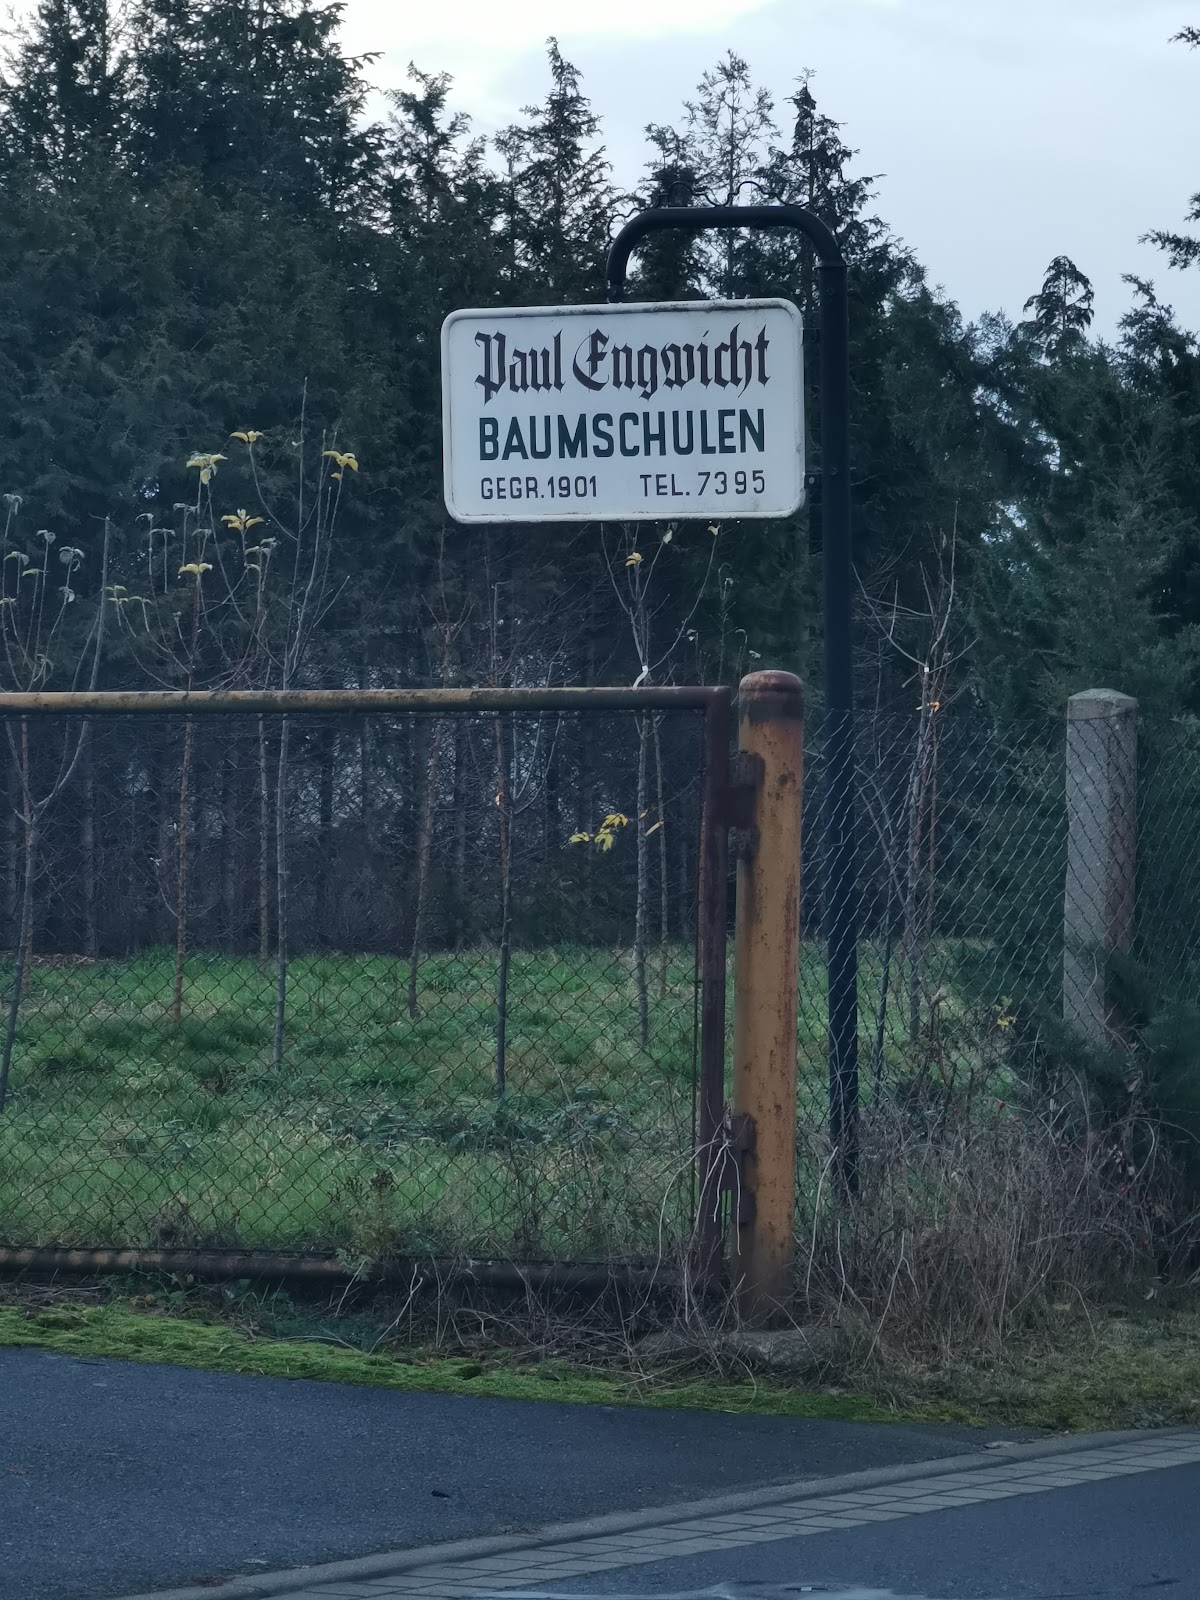 Paul Engwicht
BAUMSCHULEN
GEGR. 1901 TEL. 7395